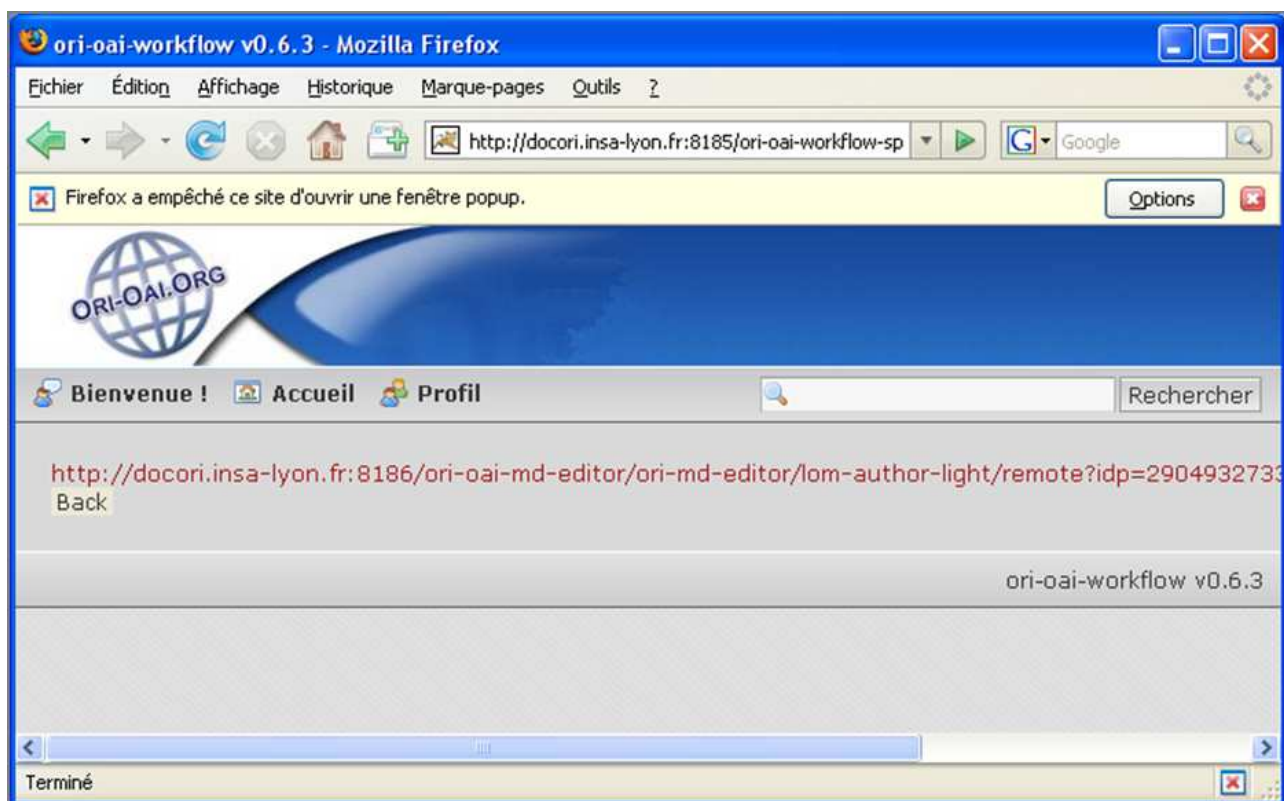 ori-oai-workflow v0.6.3 - Mozilla Firefox
Fichier Édition Affichage Historique Marque-pages Outils ?
http://docori.insa-lyon.fr:8185/ori-oai-workflow-sp G Google
Firefox a empêché ce site d'ouvrir une fenêtre popup. Options
ORI-OAI.ORG
Bienvenue ! Accueil Profil Rechercher
http://docori.insa-lyon.fr:8186/ori-oai-md-editor/ori-md-editor/lom-author-light/remote?idp=2904932733
Back
ori-oai-workflow v0.6.3
Terminé